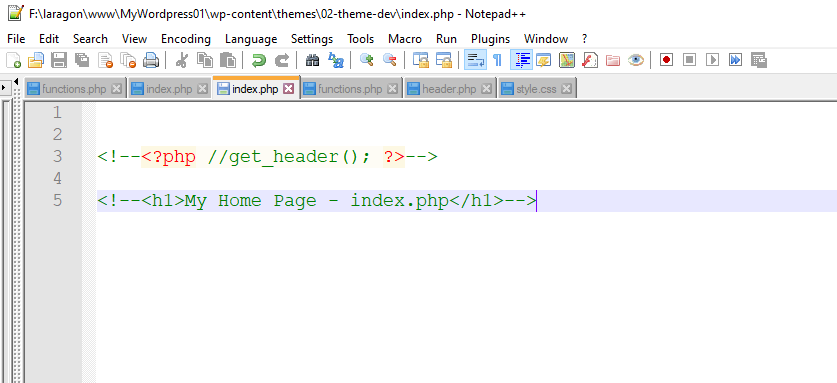 F:\laragon\www\MyWordpress01\wp-content\themes\02-theme-dev\index.php - Notepad++
File Edit Search View Encoding Language Settings Tools Macro Run Plugins Window ?
functions.php index.php index.php functions.php header.php style.css
1
2
3 <!--<?php //get_header(); ?>-->
4
5 <!--<h1>My Home Page - index.php</h1>-->